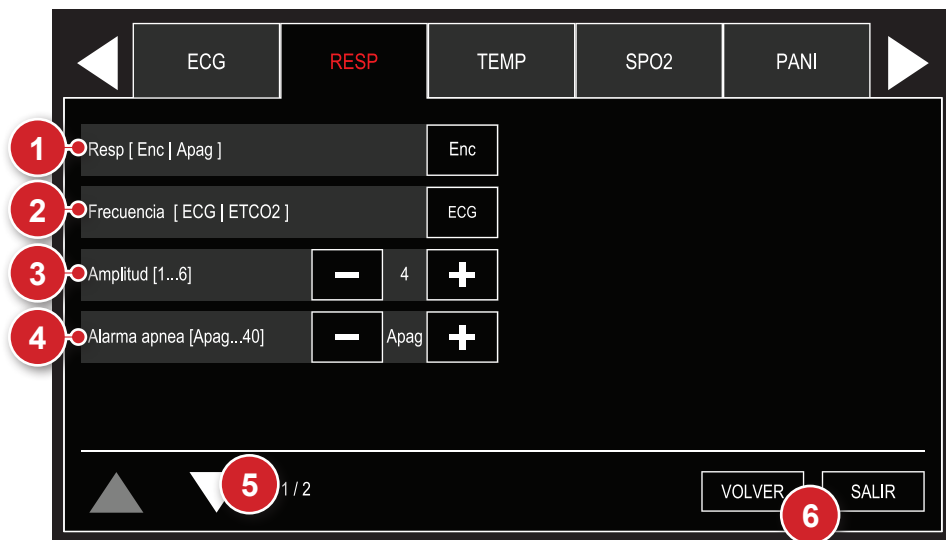 ECG RESP TEMP SPO2 PANI
1 Resp [ Enc | Apag ] Enc
2 Frecuencia [ ECG | ETCO2 ] ECG
3 Amplitud [1...6] − 4 +
4 Alarma apnea [Apag...40] − Apag +
5 1 / 2 VOLVER SALIR
6